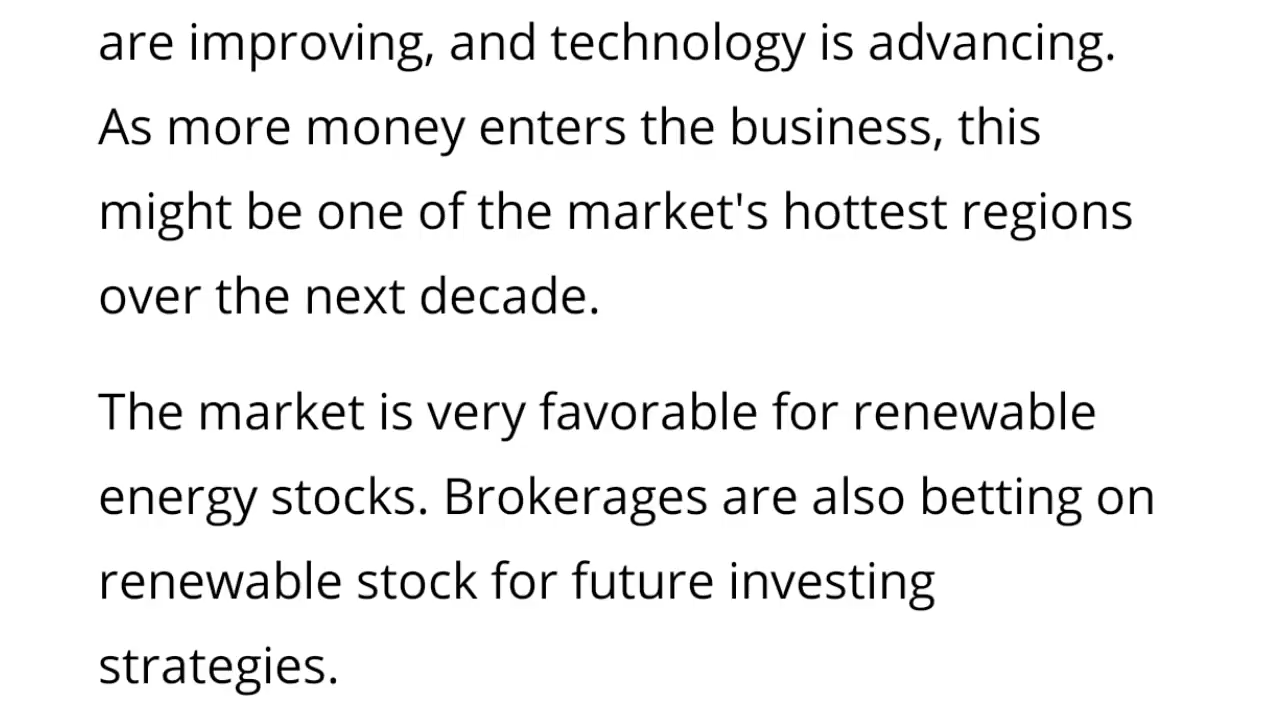 are improving, and technology is advancing.
As more money enters the business, this
might be one of the market's hottest regions
over the next decade.
The market is very favorable for renewable
energy stocks. Brokerages are also betting on
renewable stock for future investing
strategies.